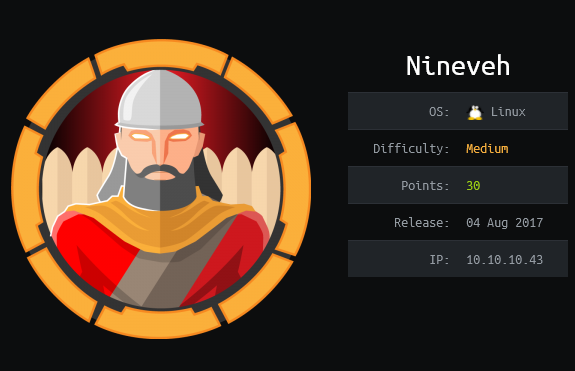 Nineveh
OS: Linux
Difficulty: Medium
Points: 30
Release: 04 Aug 2017
IP: 10.10.10.43